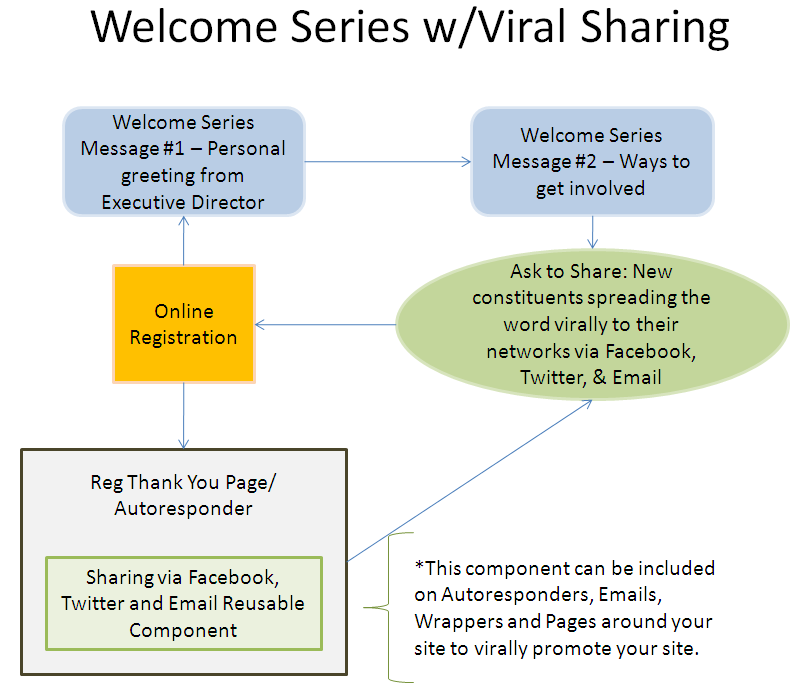 Welcome Series w/Viral Sharing
Welcome Series
Message #1 – Personal
greeting from
Executive Director
Welcome Series
Message #2 – Ways to
get involved
Online
Registration
Ask to Share: New
constituents spreading the
word virally to their
networks via Facebook,
Twitter, & Email
Reg Thank You Page/
Autoresponder
Sharing via Facebook,
Twitter and Email Reusable
Component
*This component can be included
on Autoresponders, Emails,
Wrappers and Pages around your
site to virally promote your site.